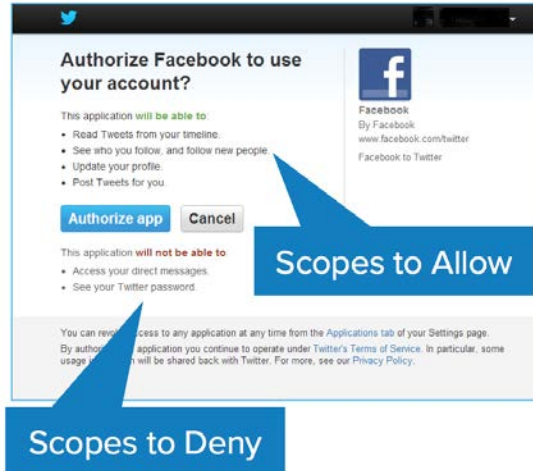 Authorize Facebook to use
your account?
This application will be able to:
• Read Tweets from your timeline.
• See who you follow, and follow new people.
• Update your profile.
• Post Tweets for you.
Authorize app
Cancel
This application will not be able to
• Access your direct messages.
• See your Twitter password.
f
Facebook
By Facebook
www.facebook.com/twitter
Facebook to Twitter
Scopes to Allow
You can access to any application at any time from the Applications tab of your Settings page.
By application you continue to operate under Twitter's Terms of Service. In particular, some
usage will be shared back with Twitter. For more, see our Privacy Policy.
Scopes to Deny